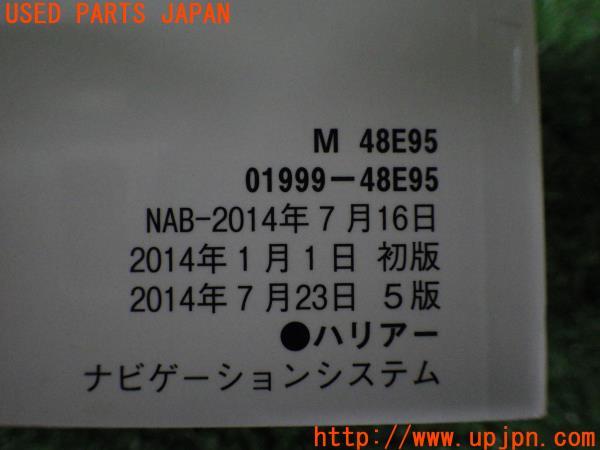 USED PARTS JAPAN
M 48E95
01999－48E95
NAB-2014年7月16日
2014年1月1日 初版
2014年7月23日 5版
●ハリアー
ナビゲーションシステム
http://www.upjpn.com